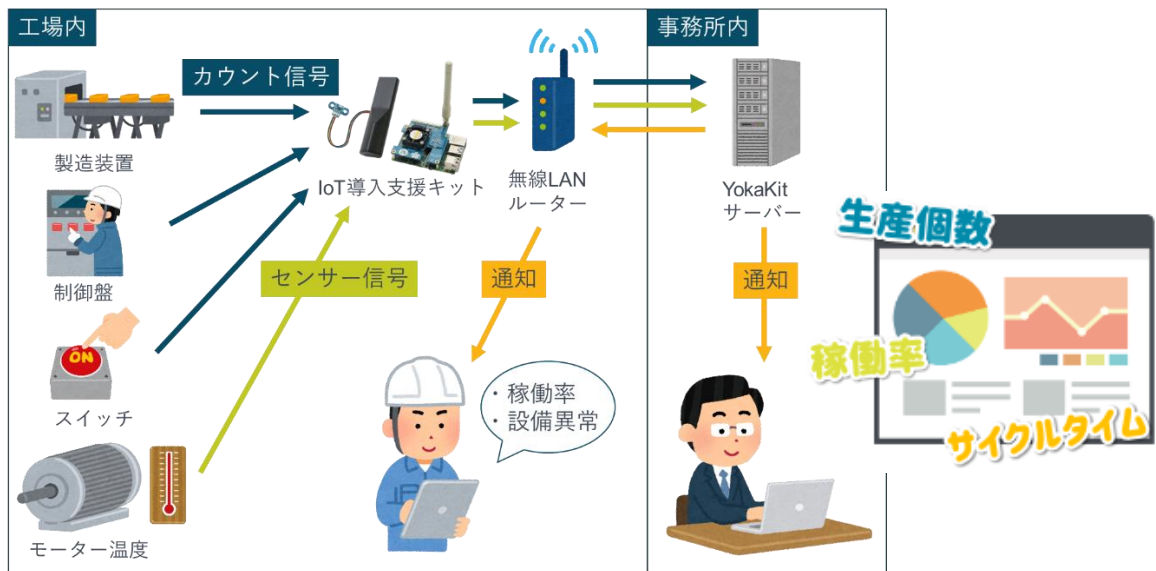 工場内
事務所内
カウント信号
製造装置
IoT導入支援キット
無線LAN
ルーター
YokaKit
サーバー
制御盤
センサー信号
通知
通知
ON
スイッチ
・稼働率
・設備異常
モーター温度
生産個数
稼働率
サイクルタイム